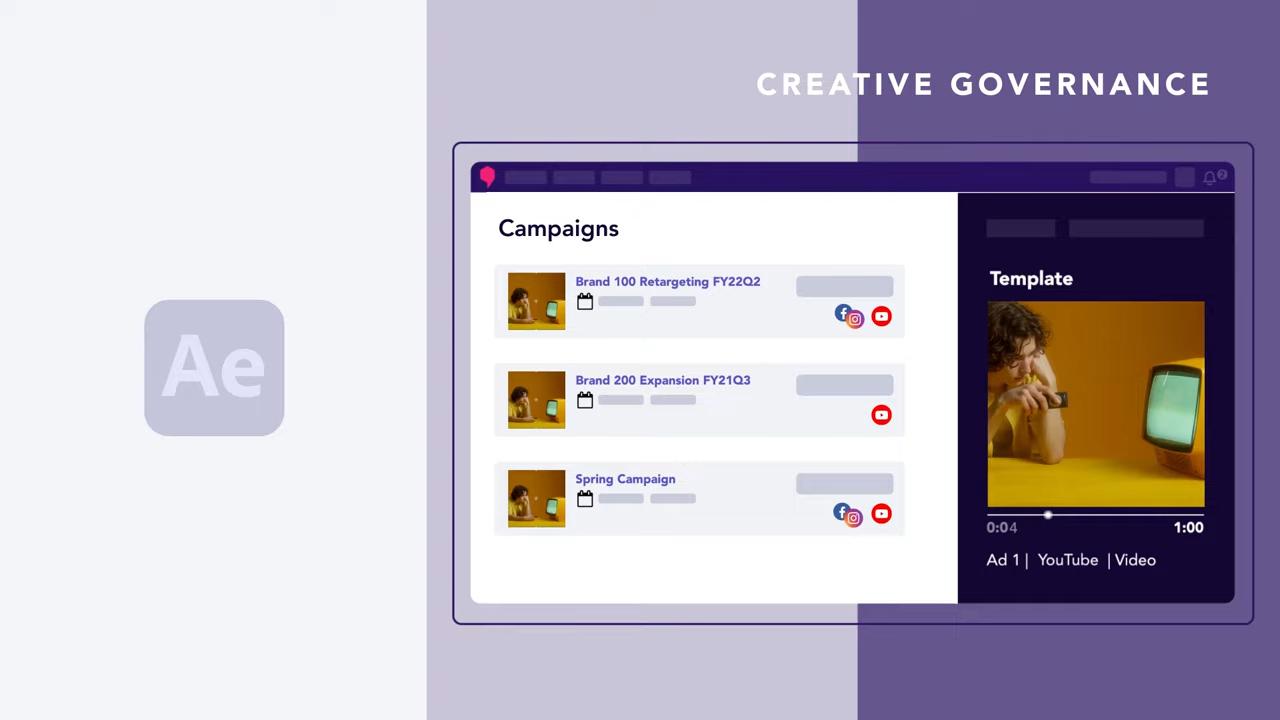 CREATIVE GOVERNANCE
Ae
2
Campaigns
Brand 100 Retargeting FY22Q2
Brand 200 Expansion FY21Q3
Spring Campaign
Template
0:04 1:00
Ad 1 | YouTube | Video